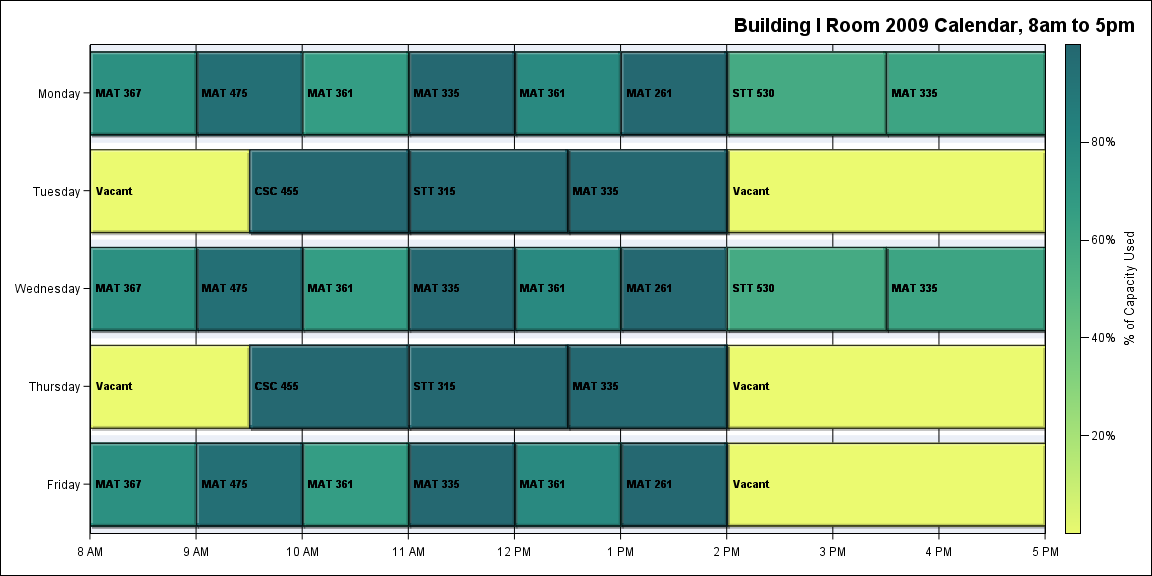 Building I Room 2009 Calendar, 8am to 5pm
Monday
MAT 367
MAT 475
MAT 361
MAT 335
MAT 361
MAT 261
STT 530
MAT 335
Tuesday
Vacant
CSC 455
STT 315
MAT 335
Vacant
Wednesday
MAT 367
MAT 475
MAT 361
MAT 335
MAT 361
MAT 261
STT 530
MAT 335
Thursday
Vacant
CSC 455
STT 315
MAT 335
Vacant
Friday
MAT 367
MAT 475
MAT 361
MAT 335
MAT 361
MAT 261
Vacant
8 AM
9 AM
10 AM
11 AM
12 PM
1 PM
2 PM
3 PM
4 PM
5 PM
80%
60%
40%
20%
% of Capacity Used